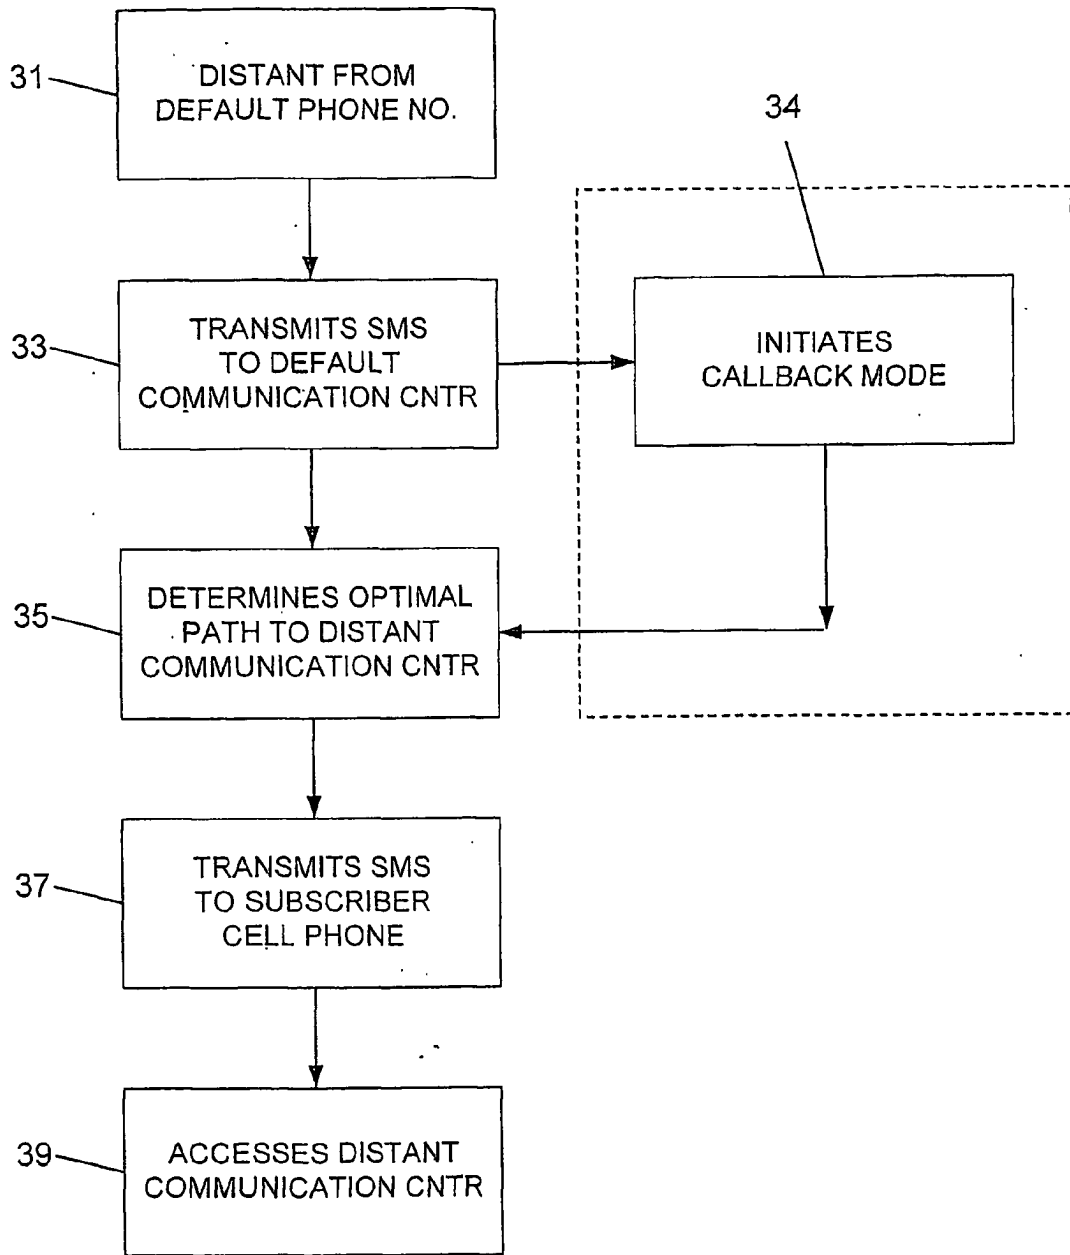 31
DISTANT FROM
DEFAULT PHONE NO.
34
33
TRANSMITS SMS
TO DEFAULT
COMMUNICATION CNTR
INITIATES
CALLBACK MODE
35
DETERMINES OPTIMAL
PATH TO DISTANT
COMMUNICATION CNTR
37
TRANSMITS SMS
TO SUBSCRIBER
CELL PHONE
39
ACCESSES DISTANT
COMMUNICATION CNTR